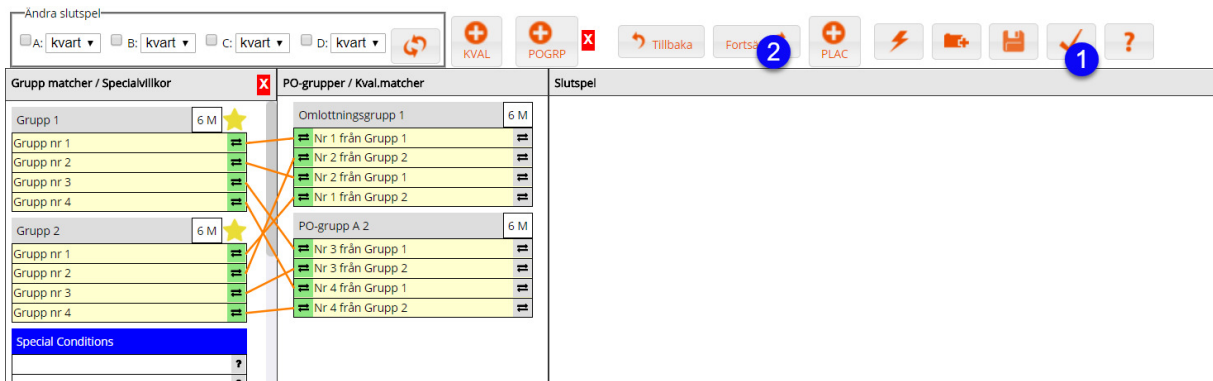 Ändra slutspel
A: kvart B: kvart C: kvart D: kvart
KVAL
POGRP
X
Tillbaka
Forts
2
PLAC
1
?
Grupp matcher / Specialvillkor X
PO-grupper / Kval.matcher
Slutspel
Grupp 1 6 M
Grupp nr 1
Grupp nr 2
Grupp nr 3
Grupp nr 4
Grupp 2 6 M
Grupp nr 1
Grupp nr 2
Grupp nr 3
Grupp nr 4
Special Conditions
?
Omlottningsgrupp 1 6 M
Nr 1 från Grupp 1
Nr 2 från Grupp 2
Nr 2 från Grupp 1
Nr 1 från Grupp 2
PO-grupp A 2 6 M
Nr 3 från Grupp 1
Nr 3 från Grupp 2
Nr 4 från Grupp 1
Nr 4 från Grupp 2